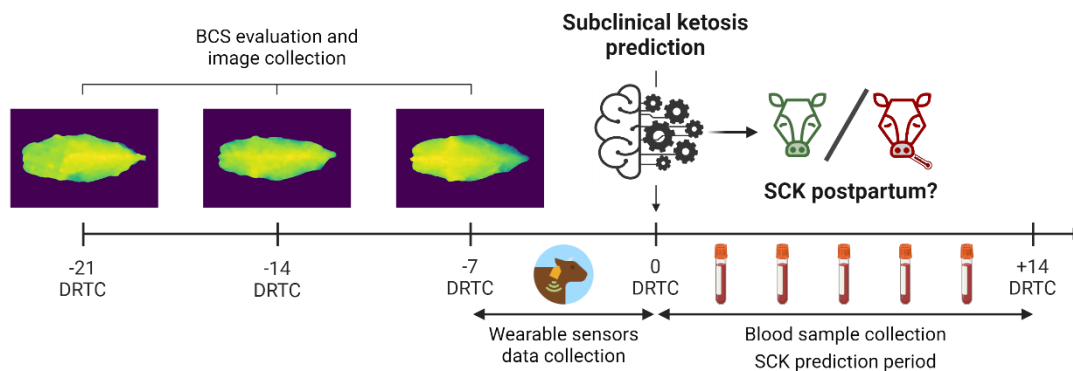 BCS evaluation and
image collection
Subclinical ketosis
prediction
SCK postpartum?
-21
DRTC
-14
DRTC
-7
DRTC
0
DRTC
+14
DRTC
Wearable sensors
data collection
Blood sample collection
SCK prediction period